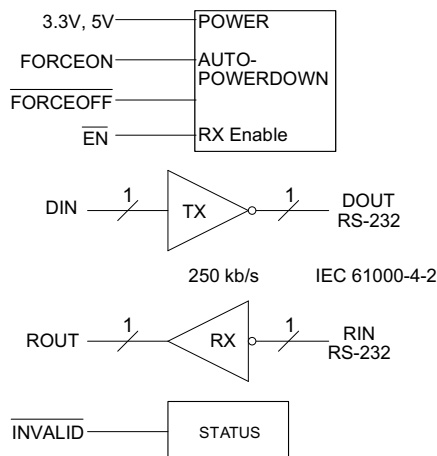 3.3V, 5V POWER
FORCEON AUTO-
POWERDOWN
FORCEOFF
EN RX Enable
DIN 1 TX 1 DOUT
RS-232
250 kb/s IEC 61000-4-2
ROUT 1 RX 1 RIN
RS-232
INVALID STATUS